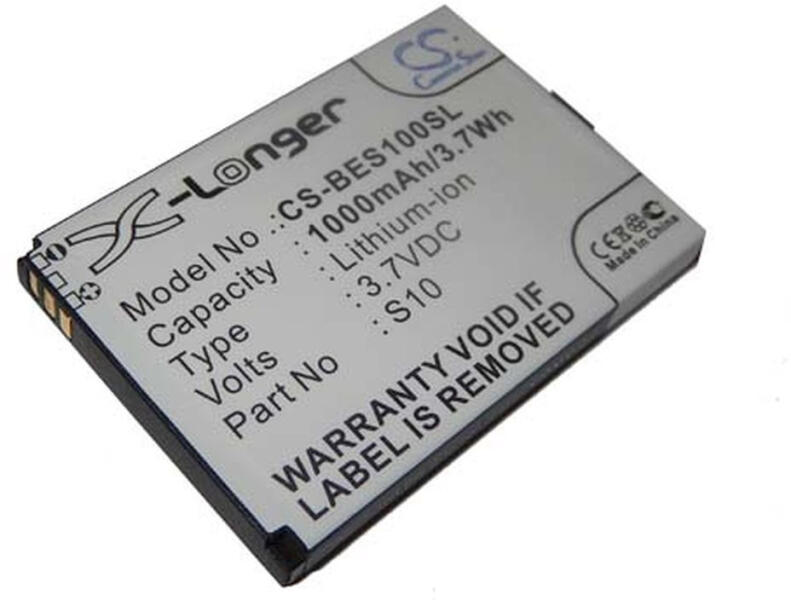 CS
X-Longer
Model No : CS-BES100SL
Capacity : 1000mAh/3.7Wh
Type : Lithium-ion
Volts : 3.7VDC
Part No : S10
CE
Made in China
WARRANTY VOID IF
LABEL IS REMOVED